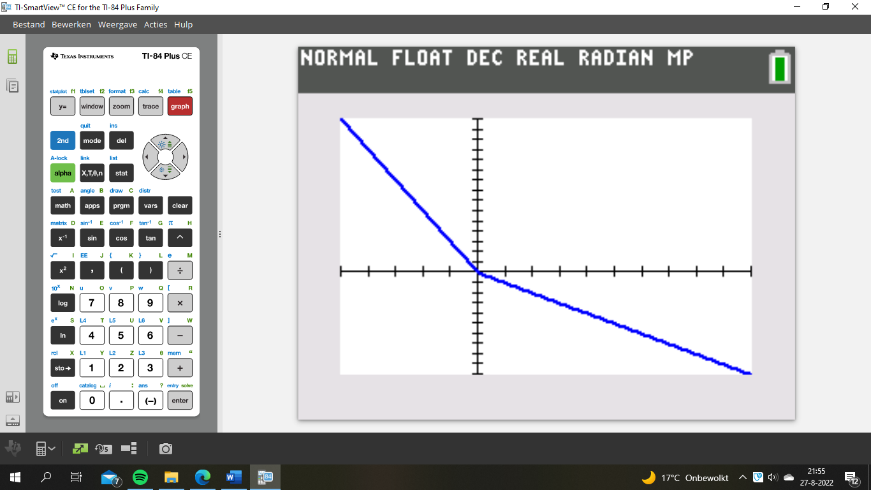 TI-SmartView™ CE for the TI-84 Plus Family
Bestand Bewerken Weergave Acties Hulp
TEXAS INSTRUMENTS TI-84 Plus CE
NORMAL FLOAT DEC REAL RADIAN MP
statplot f1 tblset f2 format f3 calc f4 table f5
y= window zoom trace graph
quit ins
2nd mode del
A-lock link list
alpha X,T,θ,n stat
test A angle B draw C distr
math apps prgm vars clear
matrix D sin⁻¹ E cos⁻¹ F tan⁻¹ G π H
x⁻¹ sin cos tan ^
√ I EE J { K } L e M
x² , ( ) ÷
10ˣ N u O v P w Q [ R
log 7 8 9 ×
eˣ S L4 T L5 U L6 V ] W
ln 4 5 6 −
rcl X L1 Y L2 Z L3 θ mem "
sto→ 1 2 3 +
off catalog i : ans ? entry solve
on 0 . (−) enter
7
17°C Onbewolkt
21:55
27-8-2022
12